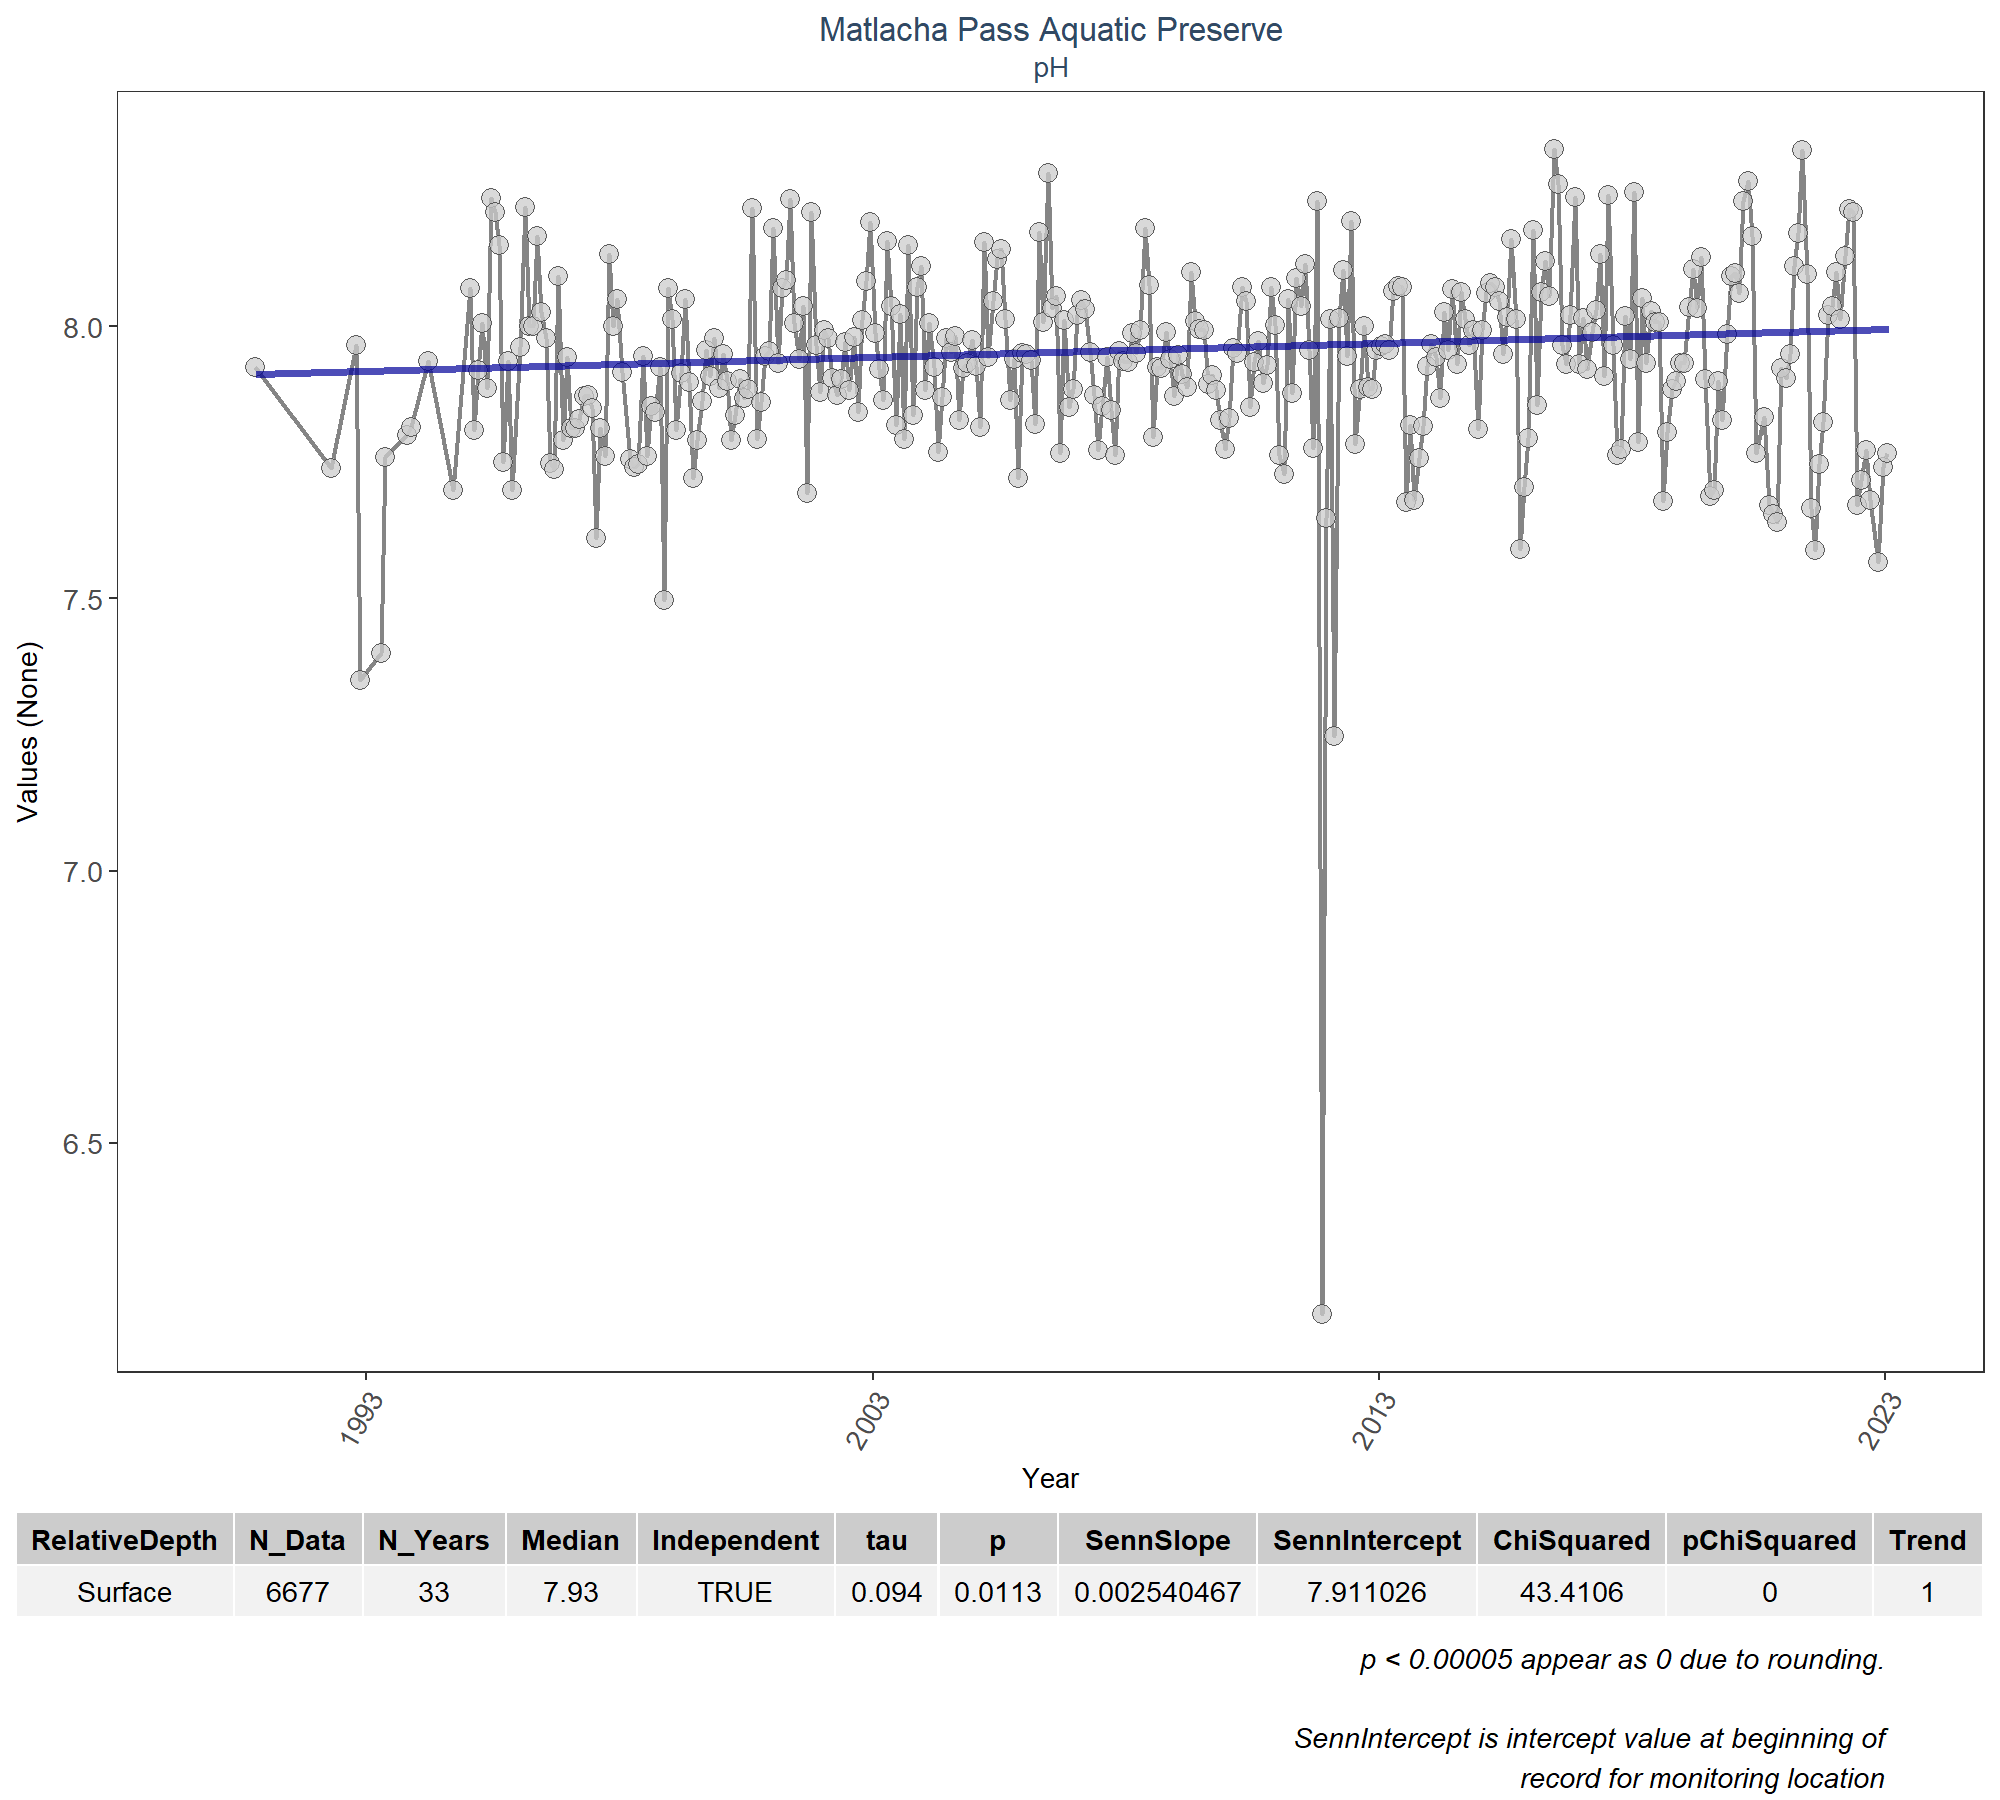 Matlacha Pass Aquatic Preserve
pH
Values (None)
8.0
7.5
7.0
6.5
1993 2003 2013 2023
Year
RelativeDepth N_Data N_Years Median Independent tau p SennSlope SennIntercept ChiSquared pChiSquared Trend
Surface 6677 33 7.93 TRUE 0.094 0.0113 0.002540467 7.911026 43.4106 0 1
p < 0.00005 appear as 0 due to rounding.
SennIntercept is intercept value at beginning of
record for monitoring location